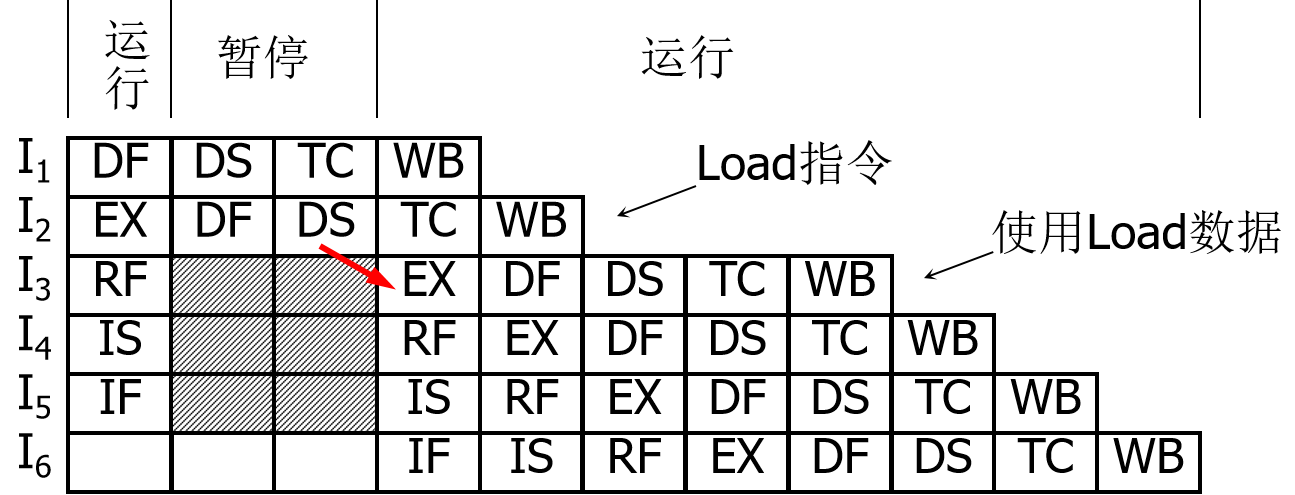 运行 暂停 运行
I1 DF DS TC WB
Load指令
I2 EX DF DS TC WB
使用Load数据
I3 RF EX DF DS TC WB
I4 IS RF EX DF DS TC WB
I5 IF IS RF EX DF DS TC WB
I6 IF IS RF EX DF DS TC WB